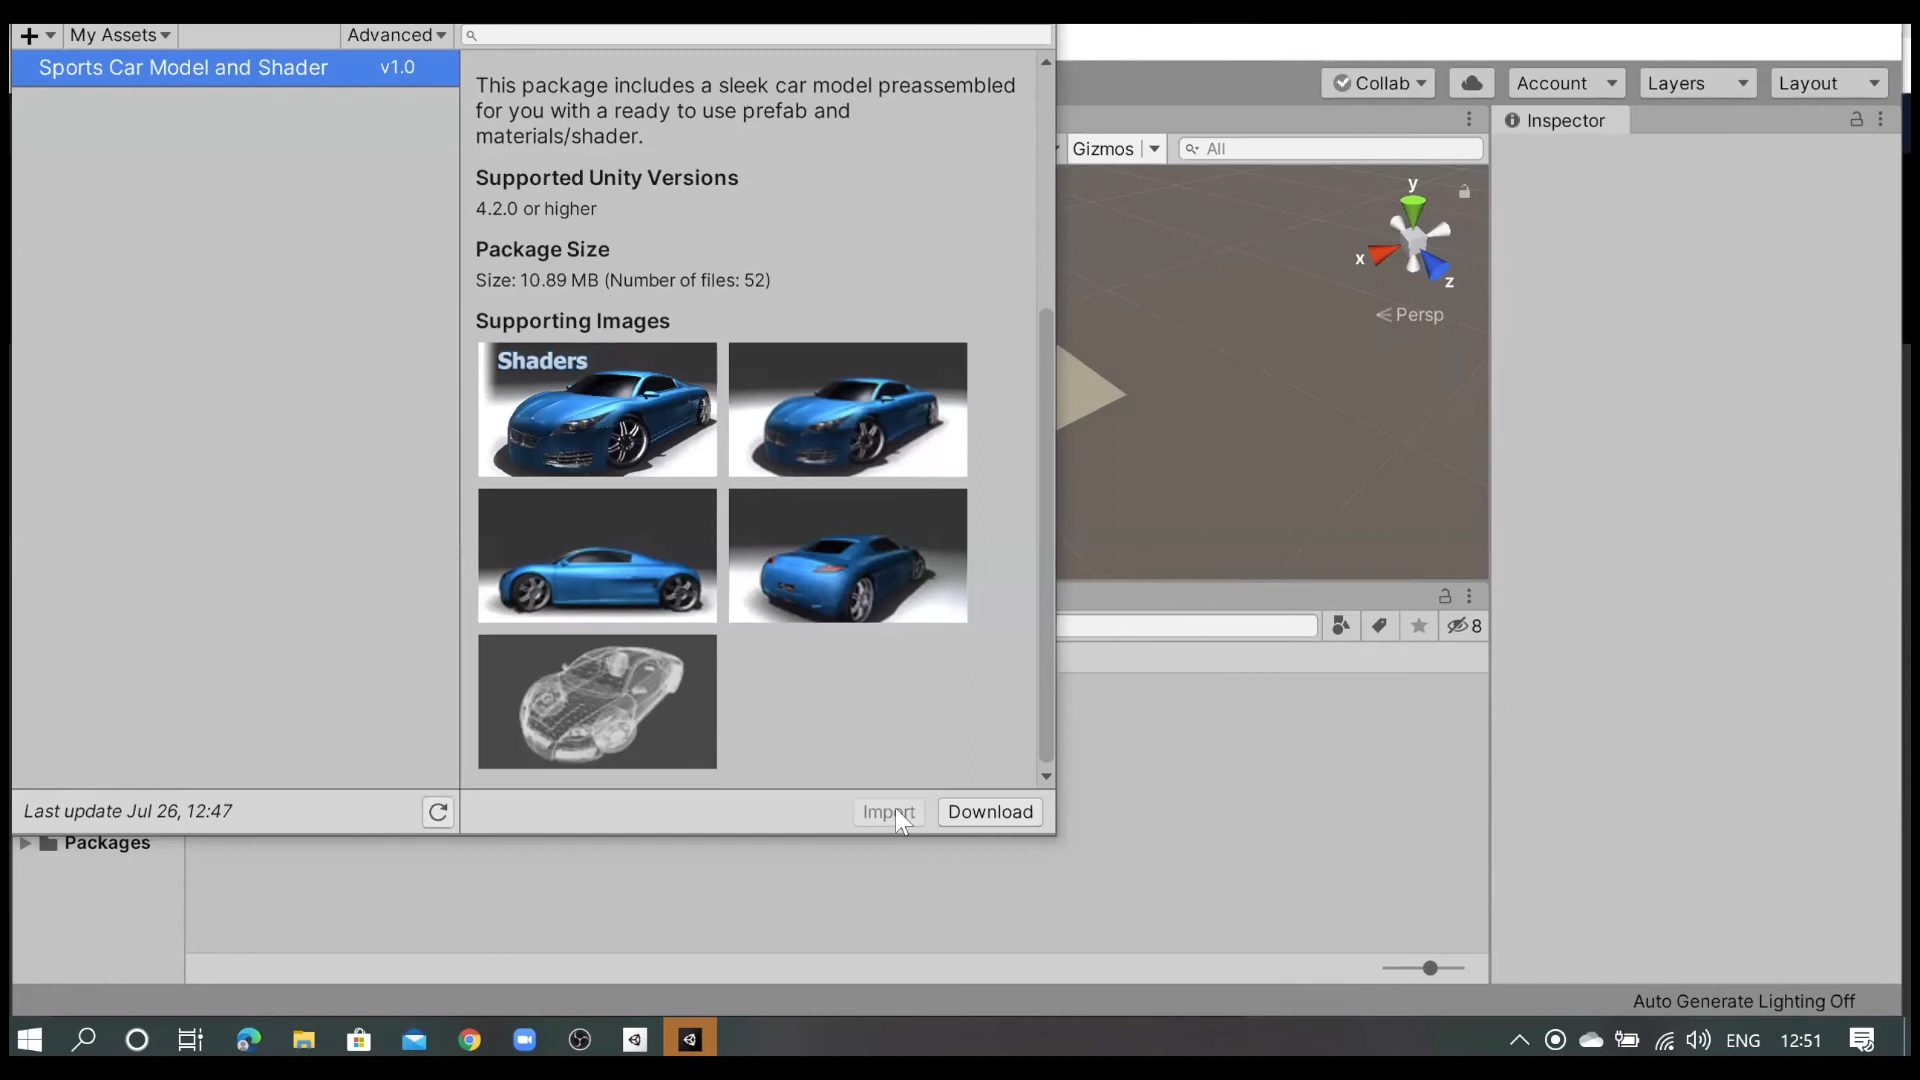 My Assets
Advanced
Sports Car Model and Shader v1.0
This package includes a sleek car model preassembled
for you with a ready to use prefab and
materials/shader.
Supported Unity Versions
4.2.0 or higher
Package Size
Size: 10.89 MB (Number of files: 52)
Supporting Images
Shaders
Last update Jul 26, 12:47
Import
Download
Collab
Account
Layers
Layout
Inspector
Gizmos
All
y
x
z
Persp
8
Packages
Auto Generate Lighting Off
ENG
12:51